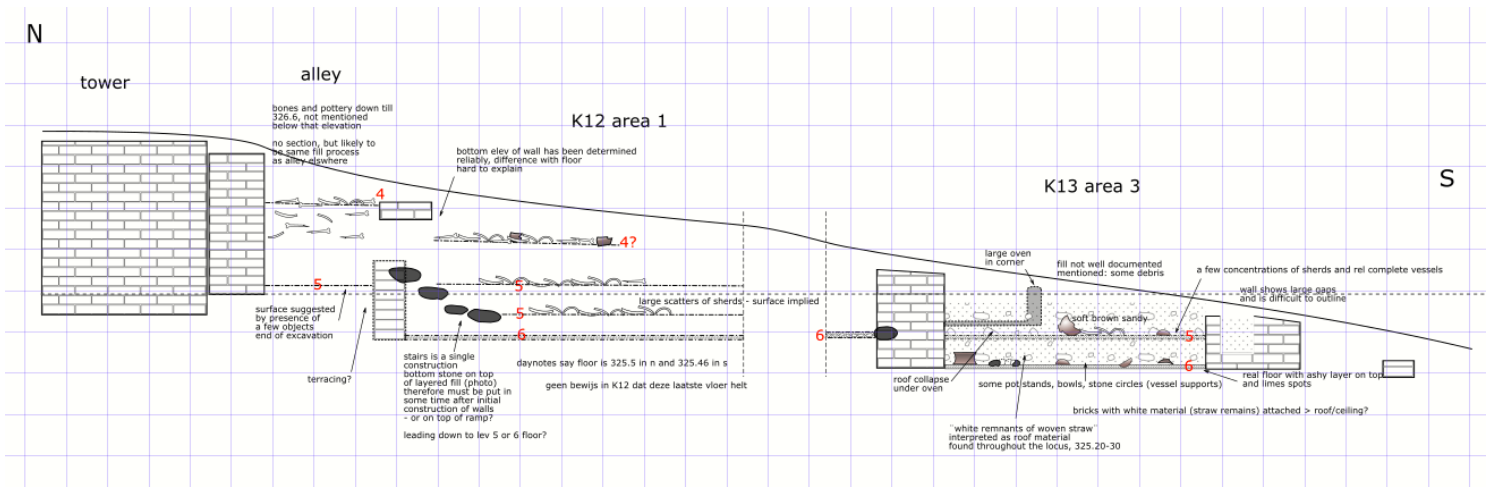 N
tower
alley
bones and pottery down till
326.6, not mentioned
below that elevation
no section, but likely to
be same fill process
as alley elswhere
K12 area 1
bottom elev of wall has been determined
reliably, difference with floor
hard to explain
K13 area 3
S
4
4?
5
5
large scatters of sherds - surface implied
5
6
6
surface suggested
by presence of
a few objects
end of excavation
terracing?
stairs is a single
construction
bottom stone on top
of layered fill (photo)
therefore must be put in
some time after initial
construction of walls
- or on top of ramp?
leading down to lev 5 or 6 floor?
daynotes say floor is 325.5 in n and 325.46 in s
geen bewijs in K12 dat deze laatste vloer helt
large oven
in corner
fill not well documented
mentioned: some debris
a few concentrations of sherds and rel complete vessels
wall shows large gaps
and is difficult to outline
soft brown sandy
5
6
roof collapse
under oven
some pot stands, bowls, stone circles (vessel supports)
real floor with ashy layer on top
and limes spots
bricks with white material (straw remains) attached > roof/ceiling?
"white remnants of woven straw"
interpreted as roof material
found throughout the locus, 325.20-30